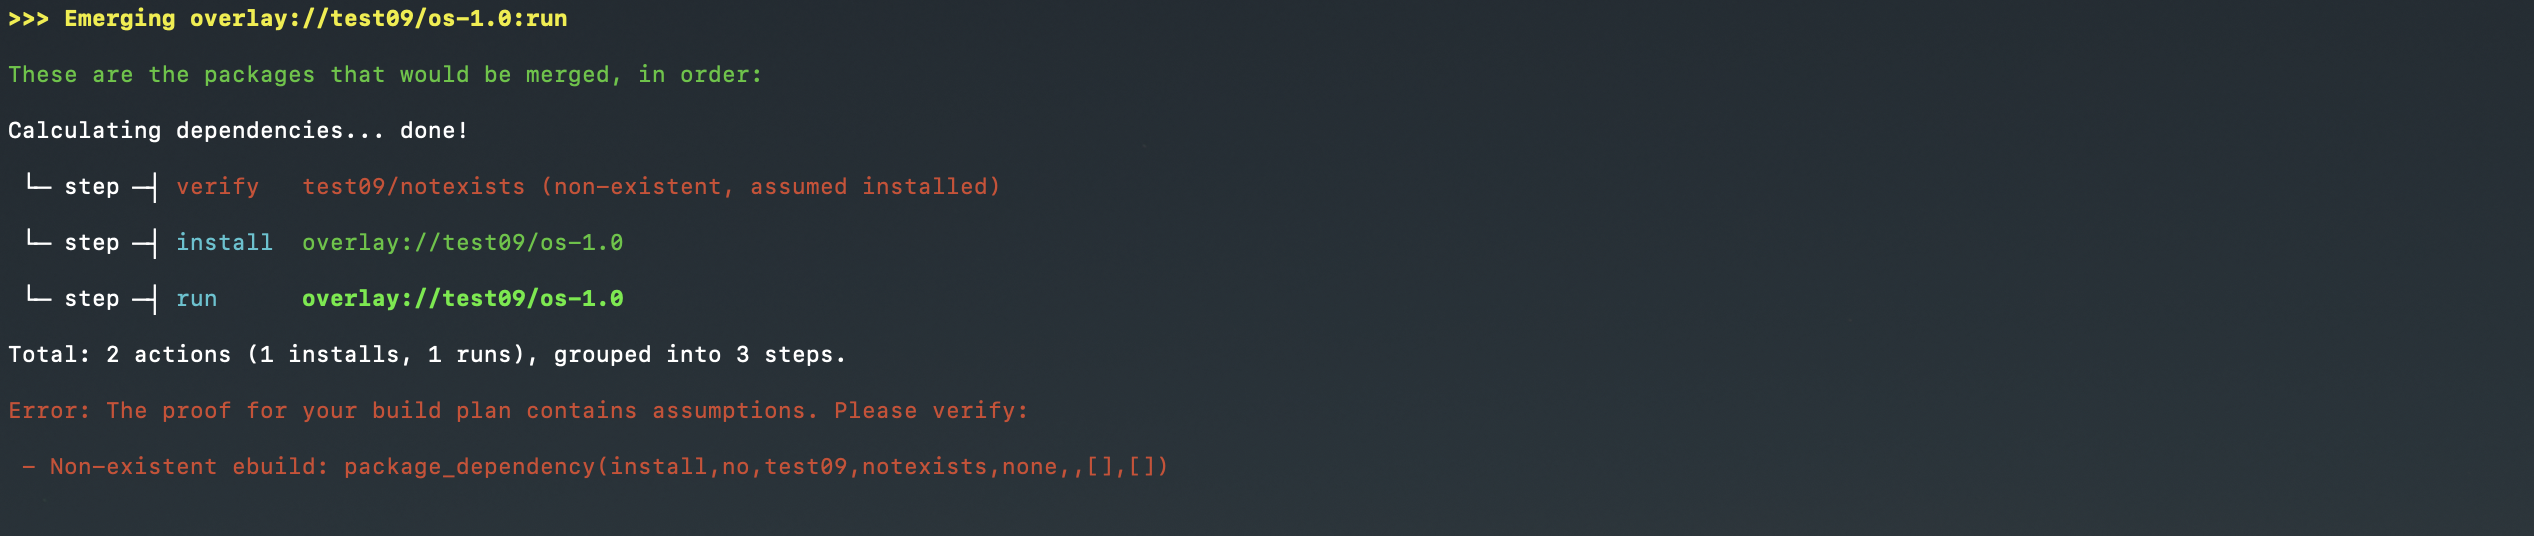 >>> Emerging overlay://test09/os-1.0:run
These are the packages that would be merged, in order:
Calculating dependencies... done!
└─ step ─┤ verify   test09/notexists (non-existent, assumed installed)
└─ step ─┤ install  overlay://test09/os-1.0
└─ step ─┤ run      overlay://test09/os-1.0
Total: 2 actions (1 installs, 1 runs), grouped into 3 steps.
Error: The proof for your build plan contains assumptions. Please verify:
- Non-existent ebuild: package_dependency(install,no,test09,notexists,none,,[],[])